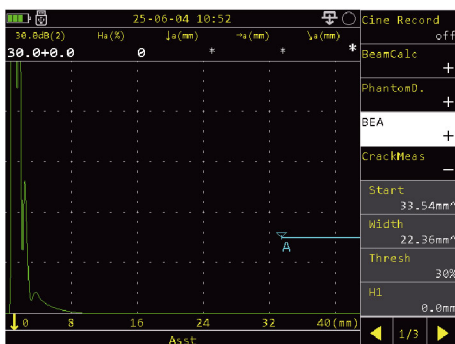 25-06-04 10:52
30.0dB(2) Ha(%) ↓a(mm) →a(mm) ↘a(mm)
30.0+0.0 0 * * *
A
0 8 16 24 32 40(mm)
Asst
Cine Record
off
BeamCalc
+
PhantomD.
+
BEA
+
CrackMeas
-
Start
33.54mm^
Width
22.36mm^
Thresh
30%
H1
0.0mm
1/3